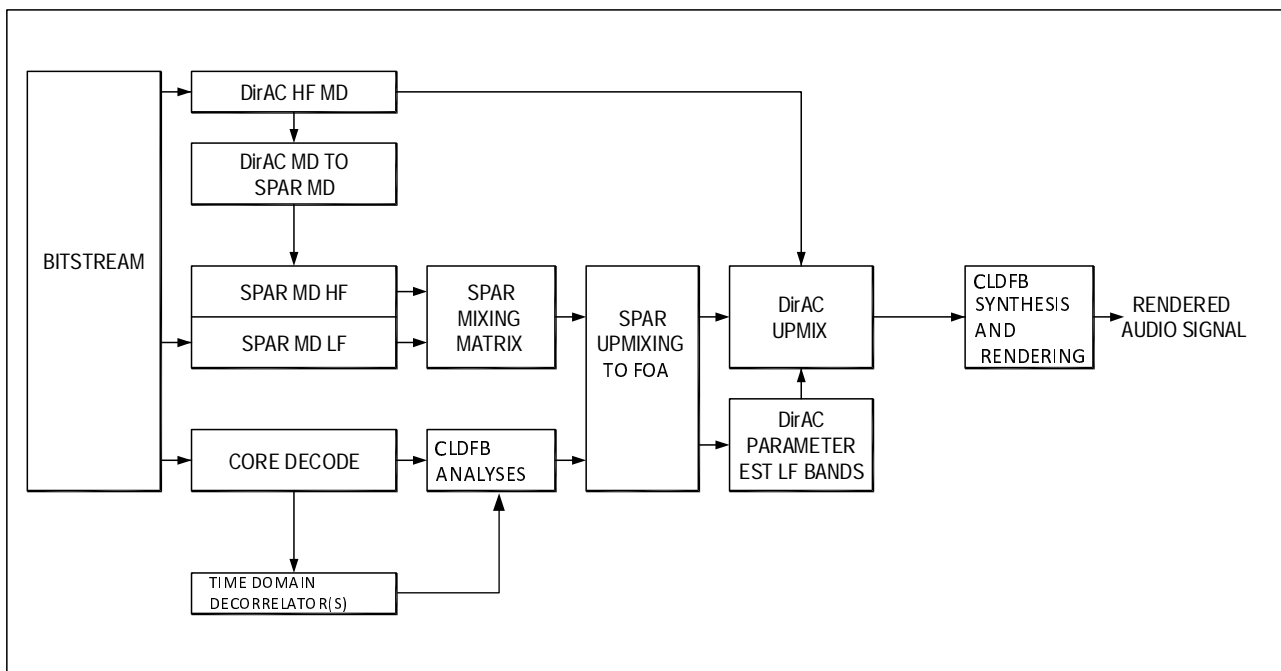 BITSTREAM
DirAC HF MD
DirAC MD TO
SPAR MD
SPAR MD HF
SPAR MD LF
SPAR
MIXING
MATRIX
SPAR
UPMIXING
TO FOA
DirAC
UPMIX
CLDFB
SYNTHESIS
AND
RENDERING
RENDERED
AUDIO SIGNAL
CORE DECODE
CLDFB
ANALYSES
DirAC
PARAMETER
EST LF BANDS
TIME DOMAIN
DECORRELATOR(S)